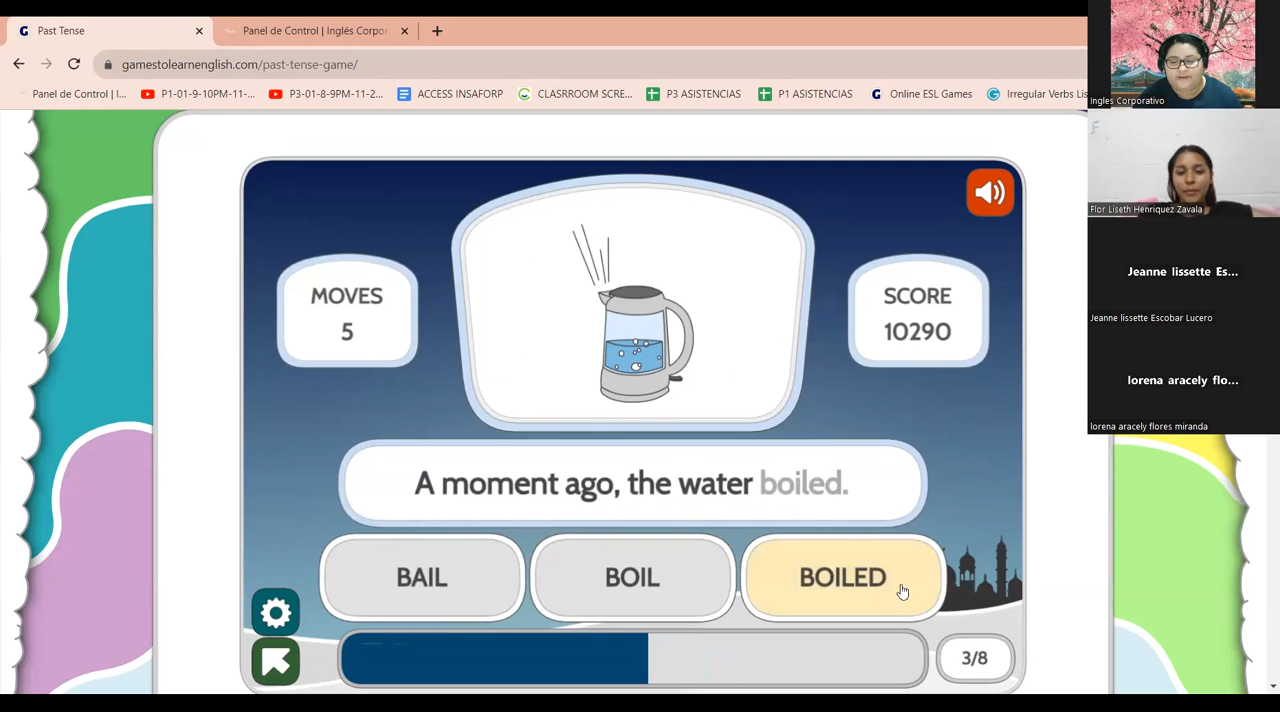 Past Tense
Panel de Control | Inglés Corpo
gamestolearnenglish.com/past-tense-game/
Panel de Control | I...
P1-01-9-10PM-11-...
P3-01-8-9PM-11-2...
ACCESS INSAFORP
CLASRROOM SCRE...
P3 ASISTENCIAS
P1 ASISTENCIAS
Online ESL Games
Irregular Verbs Lis
Ingles Corporativo
Flor Liseth Henriquez Zavala
Jeanne lissette Es...
Jeanne lissette Escobar Lucero
lorena aracely flo...
lorena aracely flores miranda
MOVES
5
SCORE
10290
A moment ago, the water boiled.
BAIL
BOIL
BOILED
3/8